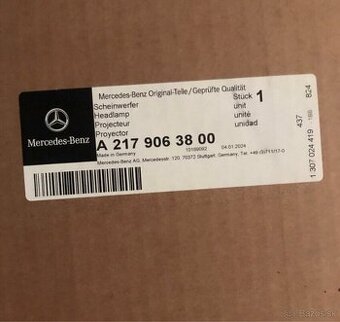 Mercedes-Benz
Mercedes-Benz Original-Teile/Geprüfte Qualität
Scheinwerfer
Headlamp
Projecteur
Proyector
Stück 1
unit
unité
unidad
A 217 906 38 00
Made in Germany
04.01.2024
Mercedes-Benz AG, Mercedesstr. 120, 70372 Stuttgart, Germany, Tel.
824
437
1 307 024 419